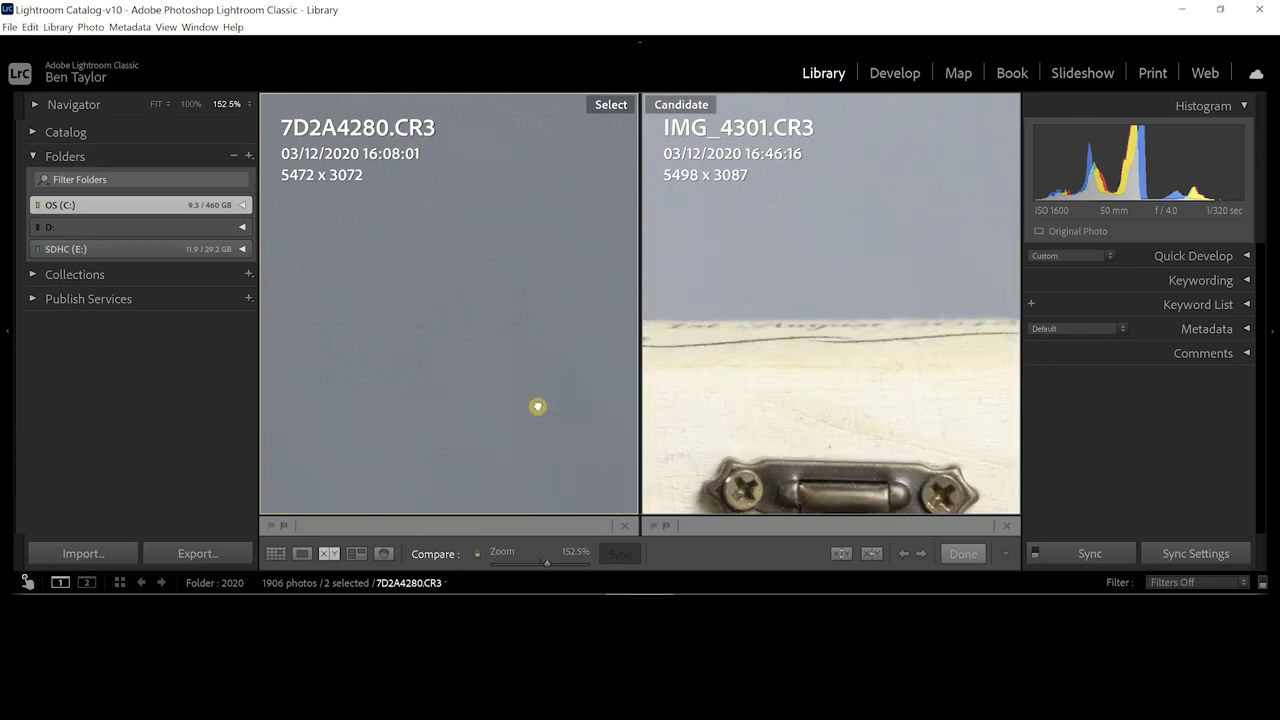 Lightroom Catalog-v10 - Adobe Photoshop Lightroom Classic - Library
File Edit Library Photo Metadata View Window Help
LrC
Adobe Lightroom Classic
Ben Taylor
Library | Develop | Map | Book | Slideshow | Print | Web
Navigator FIT 100% 152.5%
Catalog
Folders
Filter Folders
OS (C:) 9.3 / 460 GB
D:
SDHC (E:) 11.9 / 29.2 GB
Collections
Publish Services
Import... Export...
Select
7D2A4280.CR3
03/12/2020 16:08:01
5472 x 3072
Candidate
IMG_4301.CR3
03/12/2020 16:46:16
5498 x 3087
1st August
Histogram
ISO 1600 50 mm f / 4.0 1/320 sec
Original Photo
Custom Quick Develop
Keywording
Keyword List
Default Metadata
Comments
XY Compare : Zoom 152.5% Sync
Done
Sync Sync Settings
1 2 Folder : 2020 1906 photos / 2 selected / 7D2A4280.CR3
Filter : Filters Off